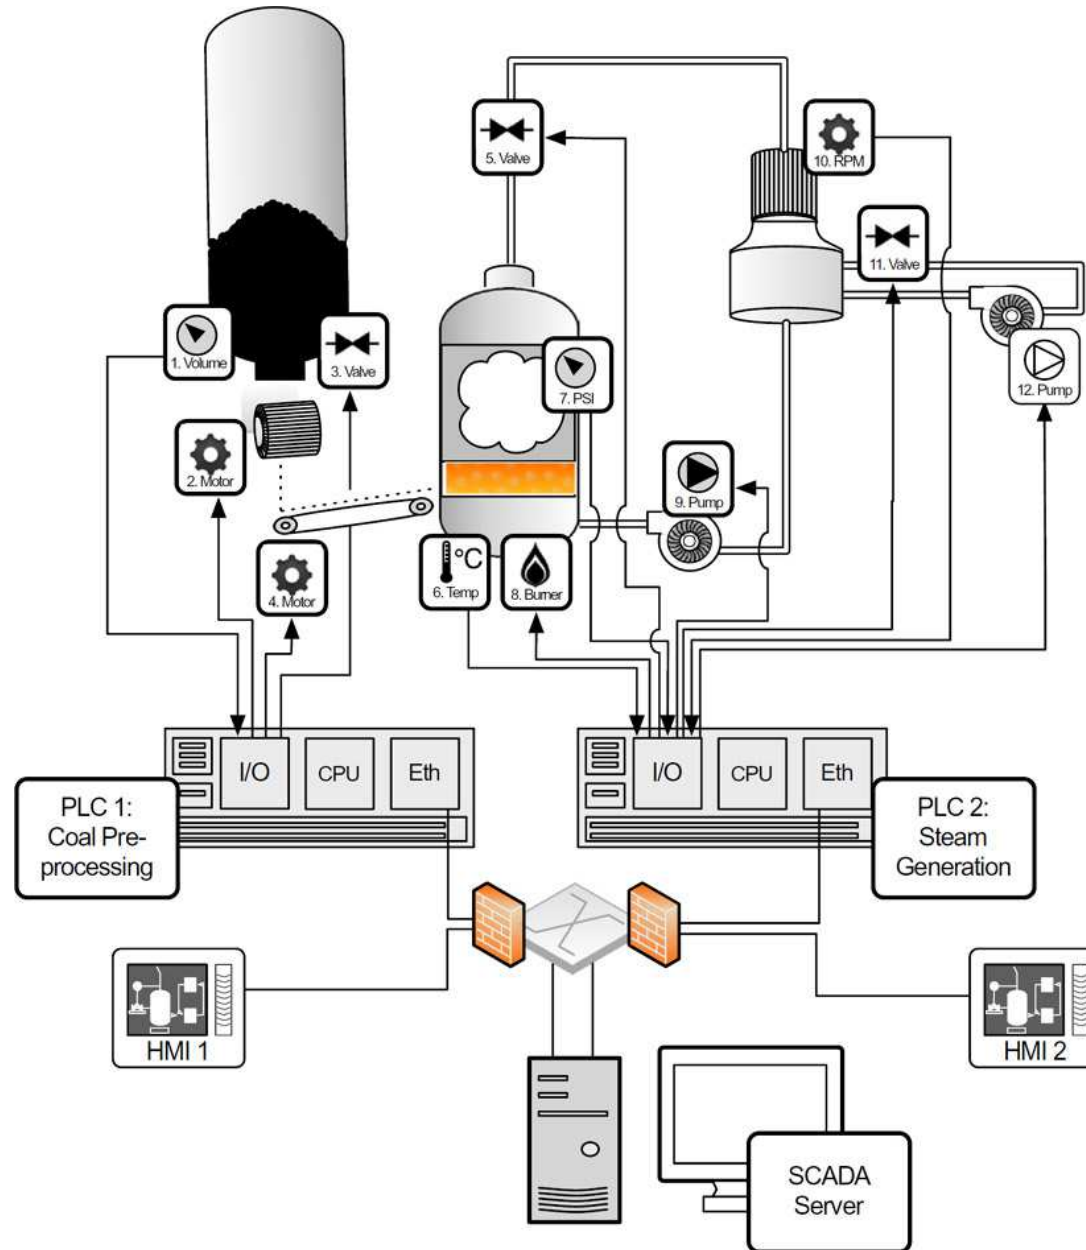 5. Valve
10. RPM
11. Valve
1. Volume
3. Valve
7. PSI
12. Pump
2. Motor
9. Pump
°C
6. Temp
8. Burner
4. Motor
I/O
CPU
Eth
I/O
CPU
Eth
PLC 1:
Coal Pre-
processing
PLC 2:
Steam
Generation
HMI 1
HMI 2
SCADA
Server